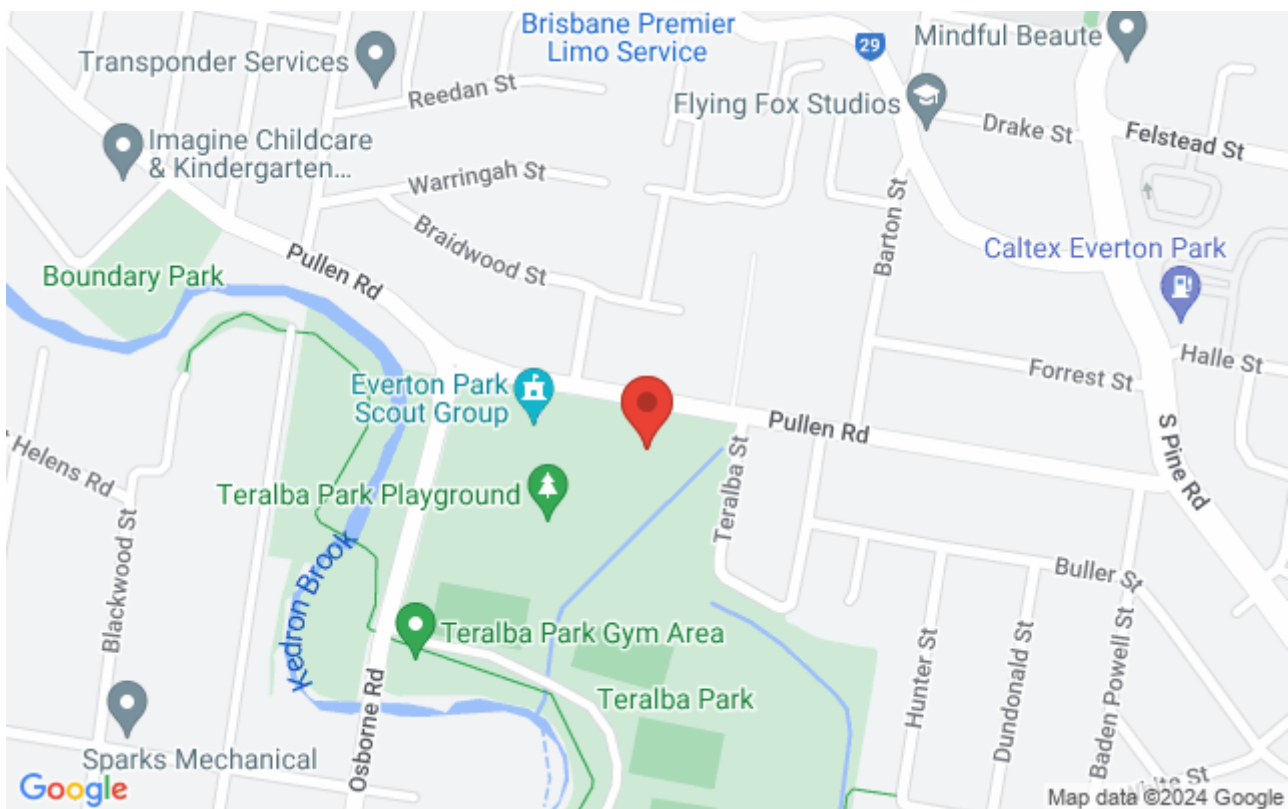 Brisbane Premier
Limo Service
29
Mindful Beaute
Transponder Services
Reedan St
Flying Fox Studios
Drake St
Felstead St
Imagine Childcare
& Kindergarten...
Warringah St
Braidwood St
Barton St
Caltex Everton Park
Boundary Park
Pullen Rd
Halle St
Forrest St
Everton Park
Scout Group
Pullen Rd
S Pine Rd
Helens Rd
Teralba Park Playground
Teralba St
Blackwood St
Kedron Brook
Buller St
Teralba Park Gym Area
Hunter St
Dundonald St
Baden Powell St
Teralba Park
Osborne Rd
Sparks Mechanical
White St
Google
Map data ©2024 Google